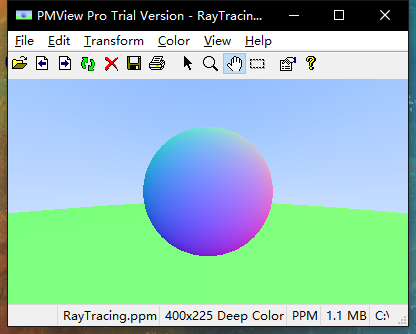 PMView Pro Trial Version - RayTracing...
File Edit Transform Color View Help
RayTracing.ppm 400x225 Deep Color PPM 1.1 MB C:\